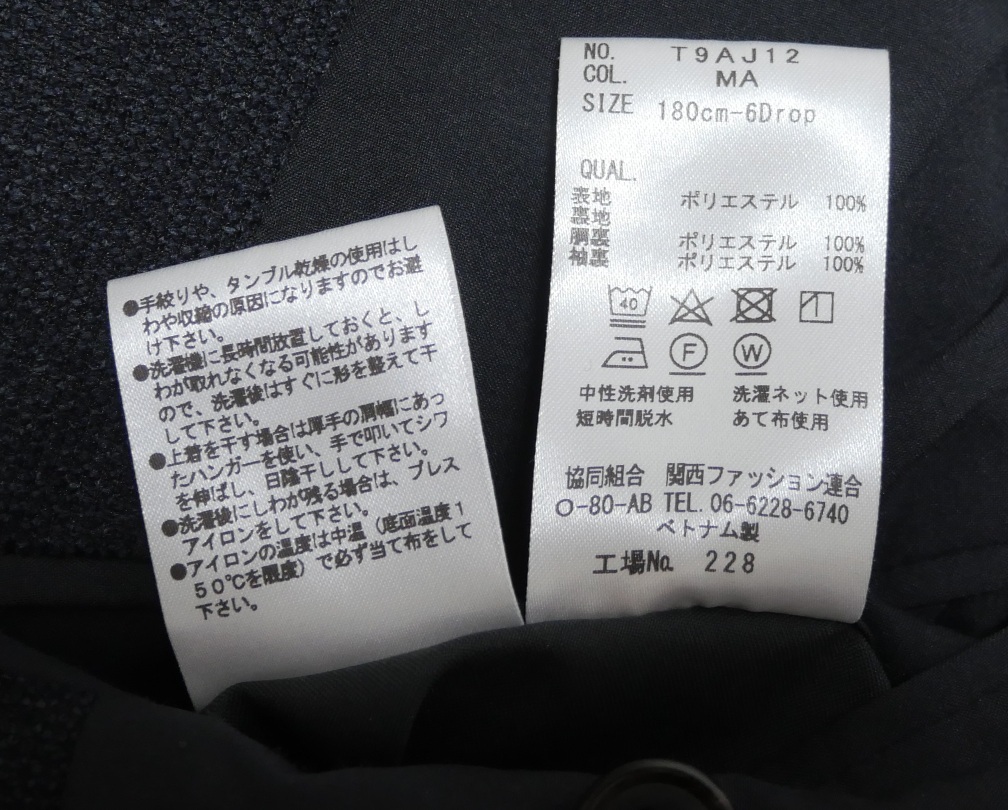 ●手絞りや、タンブル乾燥の使用はし
わや収縮の原因になりますのでお避
け下さい。
●洗濯機に長時間放置しておくと、し
わが取れなくなる可能性があります
ので、洗濯後はすぐに形を整えて干
して下さい。
●上着を干す場合は厚手の肩幅にあっ
たハンガーを使い、手で叩いてシワ
を伸ばし、日陰干しして下さい。
●洗濯後にしわが残る場合は、プレス
アイロンをして下さい。
●アイロンの温度は中温（底面温度1
50℃を限度）で必ず当て布をして
下さい。
NO. T9AJ12
COL. MA
SIZE 180cm-6Drop
QUAL.
表地 ポリエステル 100%
裏地
胴裏 ポリエステル 100%
袖裏 ポリエステル 100%
40
F W
中性洗剤使用 洗濯ネット使用
短時間脱水 あて布使用
協同組合 関西ファッション連合
O-80-AB TEL. 06-6228-6740
ベトナム製
工場No. 228